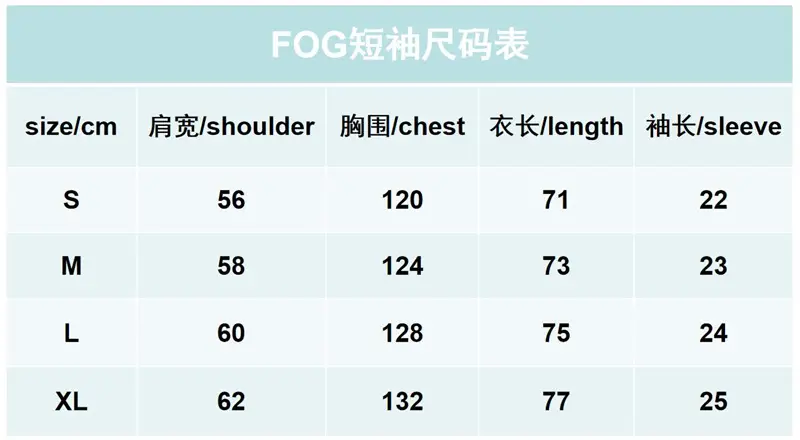 FOG短袖尺码表
size/cm 肩宽/shoulder 胸围/chest 衣长/length 袖长/sleeve
S 56 120 71 22
M 58 124 73 23
L 60 128 75 24
XL 62 132 77 25